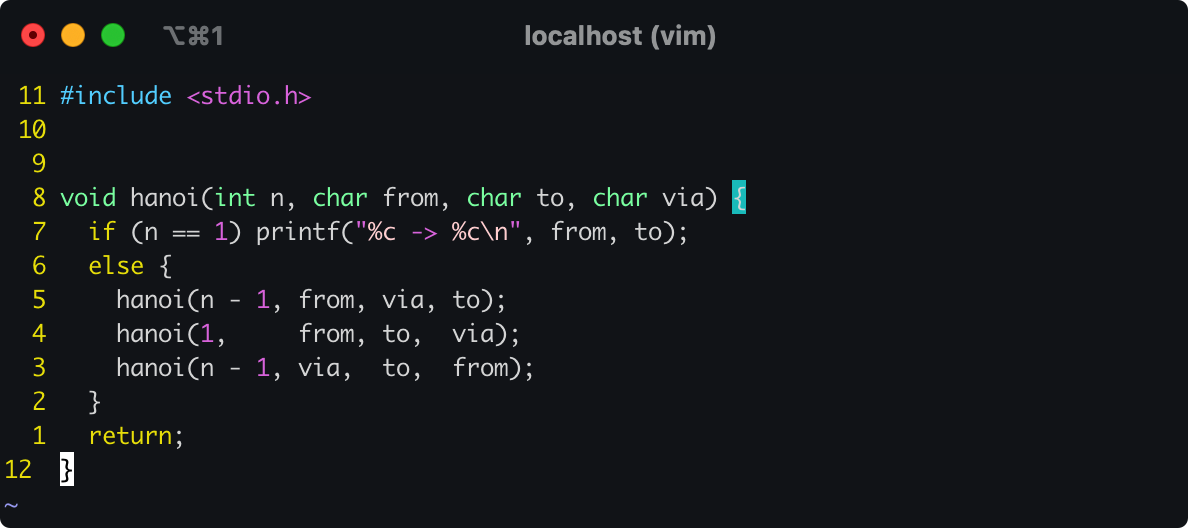 ⌥⌘1 localhost (vim)
11 #include <stdio.h>
10
9
8 void hanoi(int n, char from, char to, char via) {
7   if (n == 1) printf("%c -> %c\n", from, to);
6   else {
5     hanoi(n - 1, from, via, to);
4     hanoi(1,     from, to,  via);
3     hanoi(n - 1, via,  to,  from);
2   }
1   return;
12 }
~